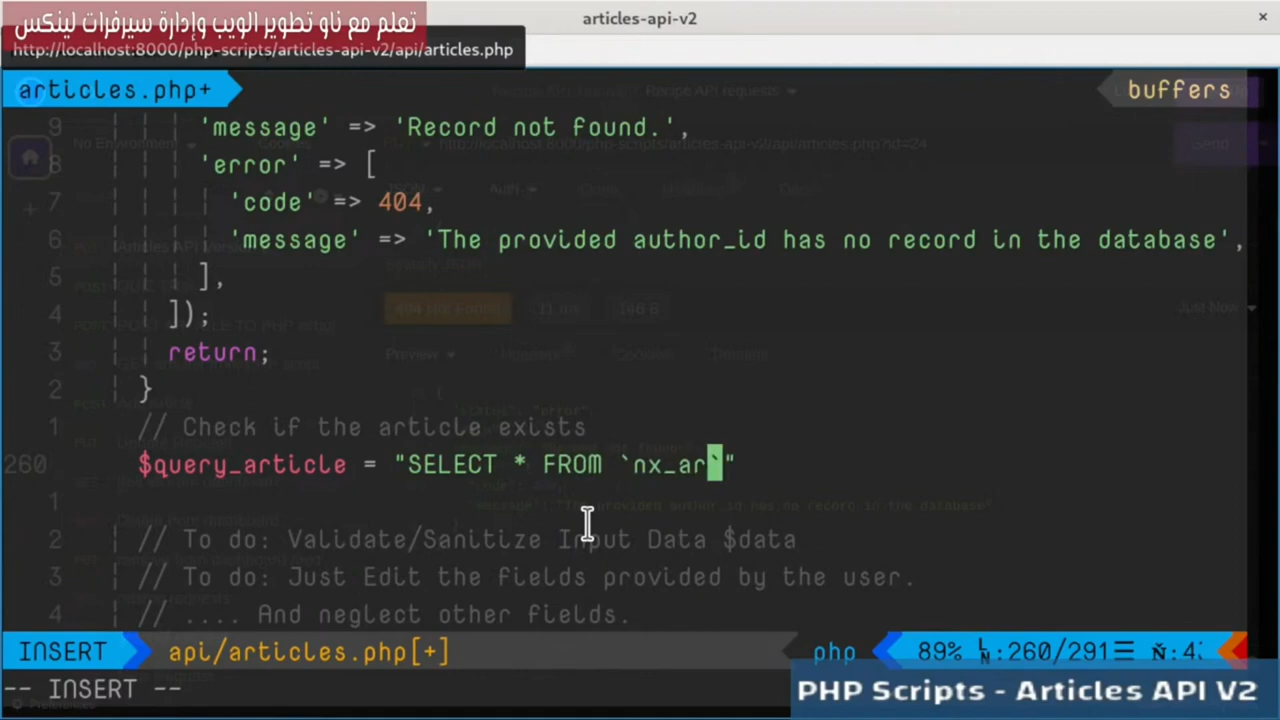 articles-api-v2
تعلم مع ناو تطوير الويب وإدارة سيرفرات لينكس
http://localhost:8000/php-scripts/articles-api-v2/api/articles.php
articles.php+
buffers
9 'message' => 'Record not found.',
8 'error' => [
7 'code' => 404,
6 'message' => 'The provided author_id has no record in the database',
5 ],
4 ]);
3 return;
2 }
1 // Check if the article exists
260 $query_article = "SELECT * FROM `nx_ar`"
1
2 // To do: Validate/Sanitize Input Data $data
3 // To do: Just Edit the fields provided by the user.
4 // .... And neglect other fields.
INSERT api/articles.php[+] php 89% L/N:260/291☰
-- INSERT --
PHP Scripts - Articles API V2